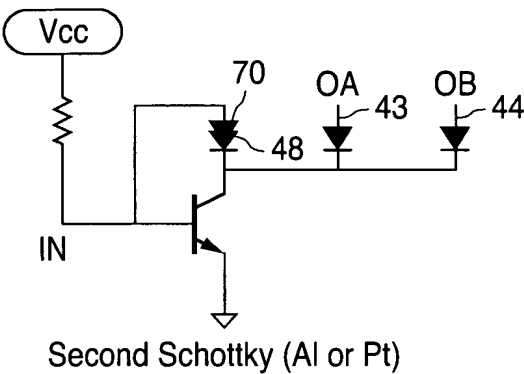 Vcc
70
OA
OB
43
44
48
IN
Second Schottky (Al or Pt)